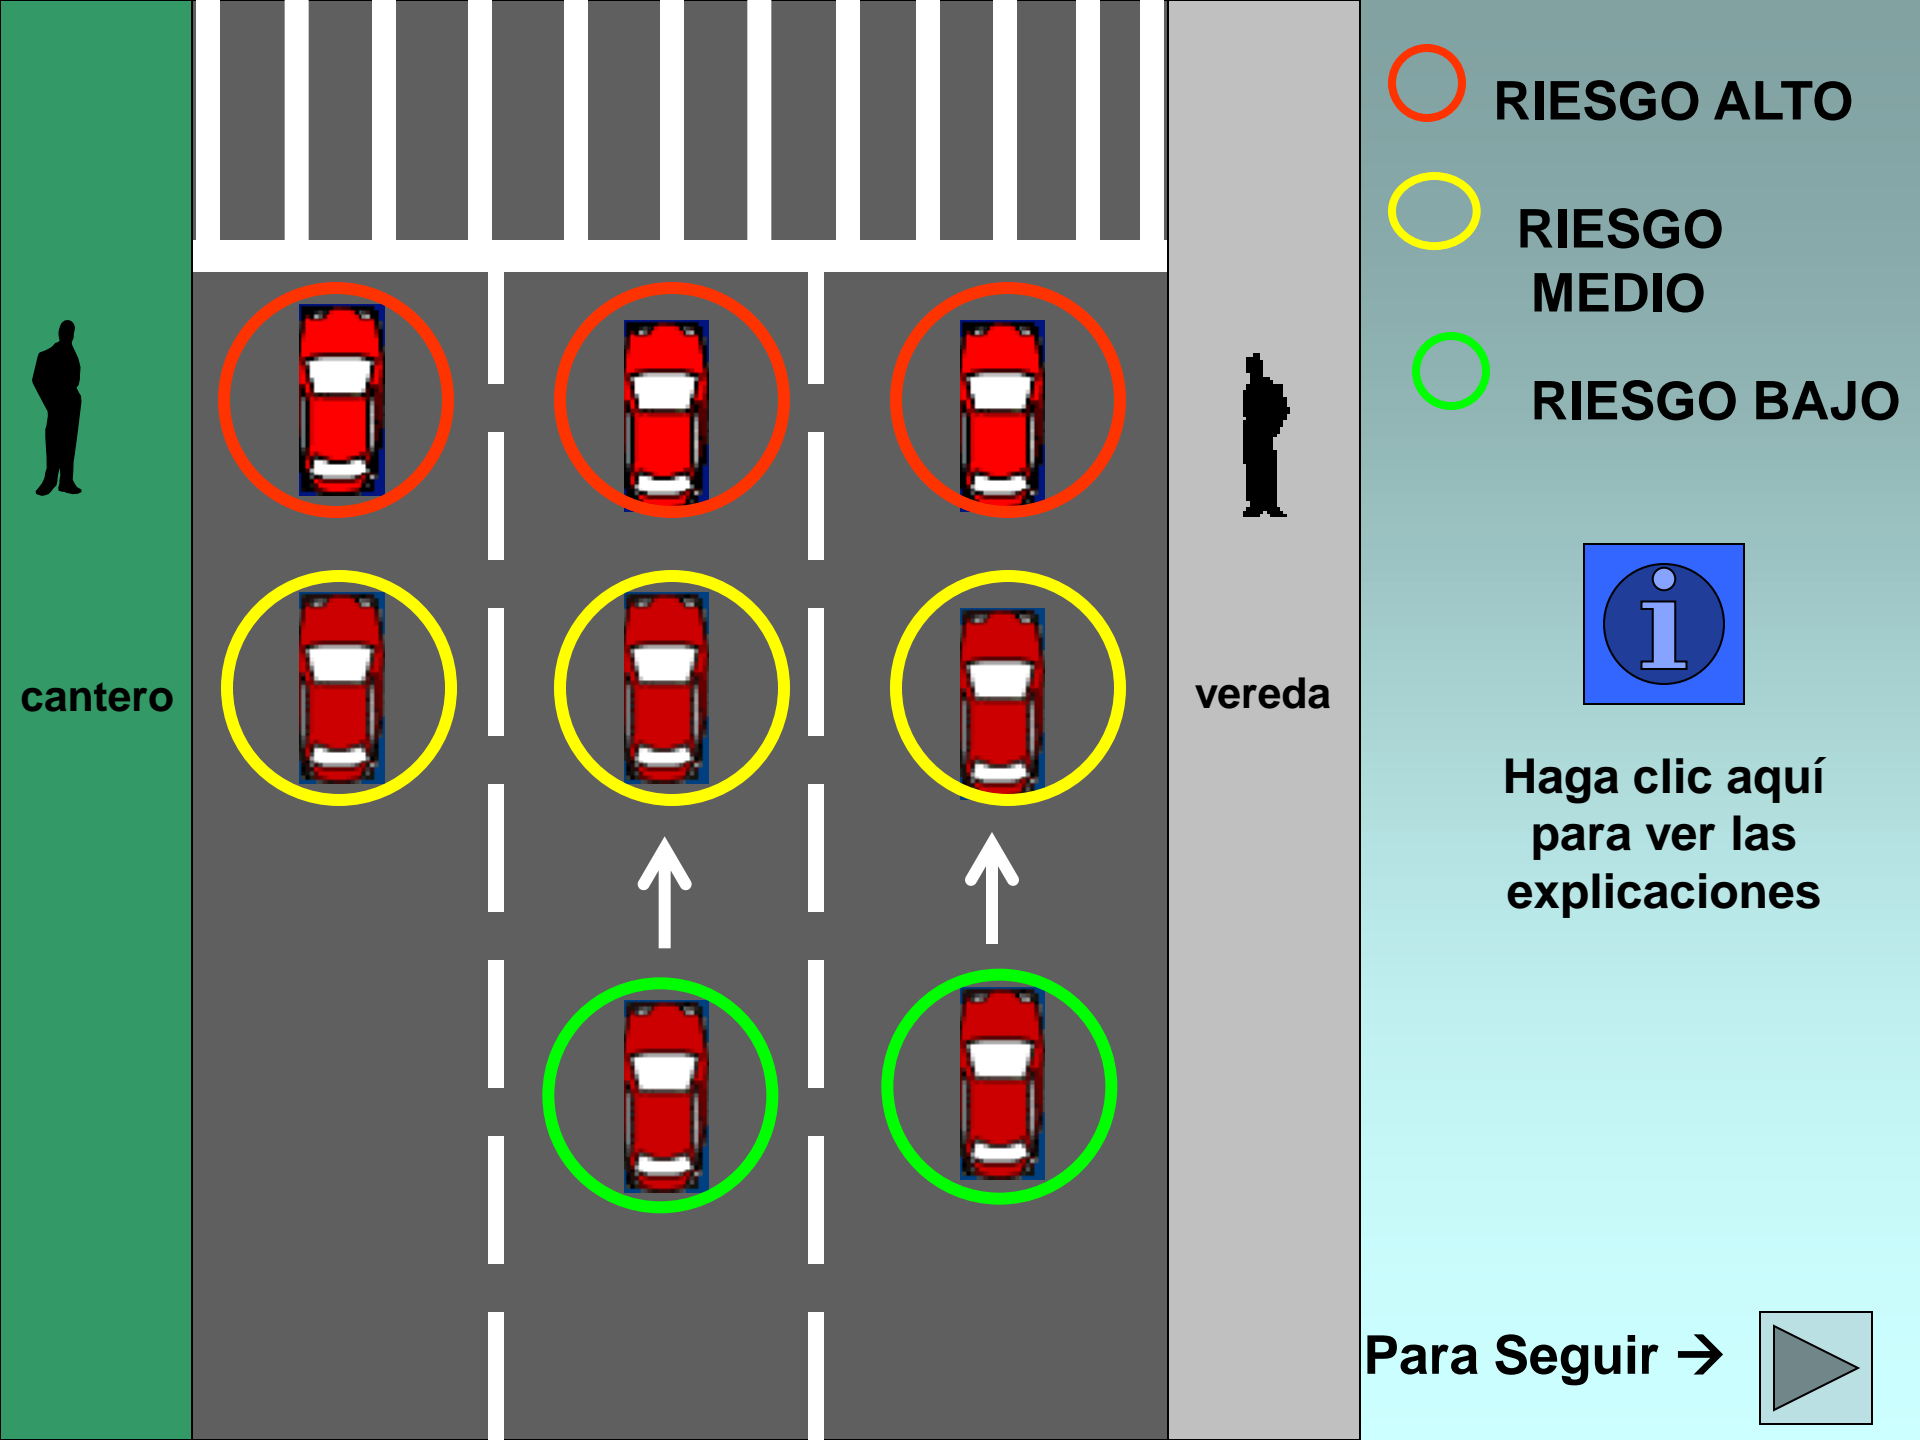 RIESGO ALTO
RIESGO
MEDIO
RIESGO BAJO
cantero
vereda
Haga clic aquí
para ver las
explicaciones
Para Seguir →